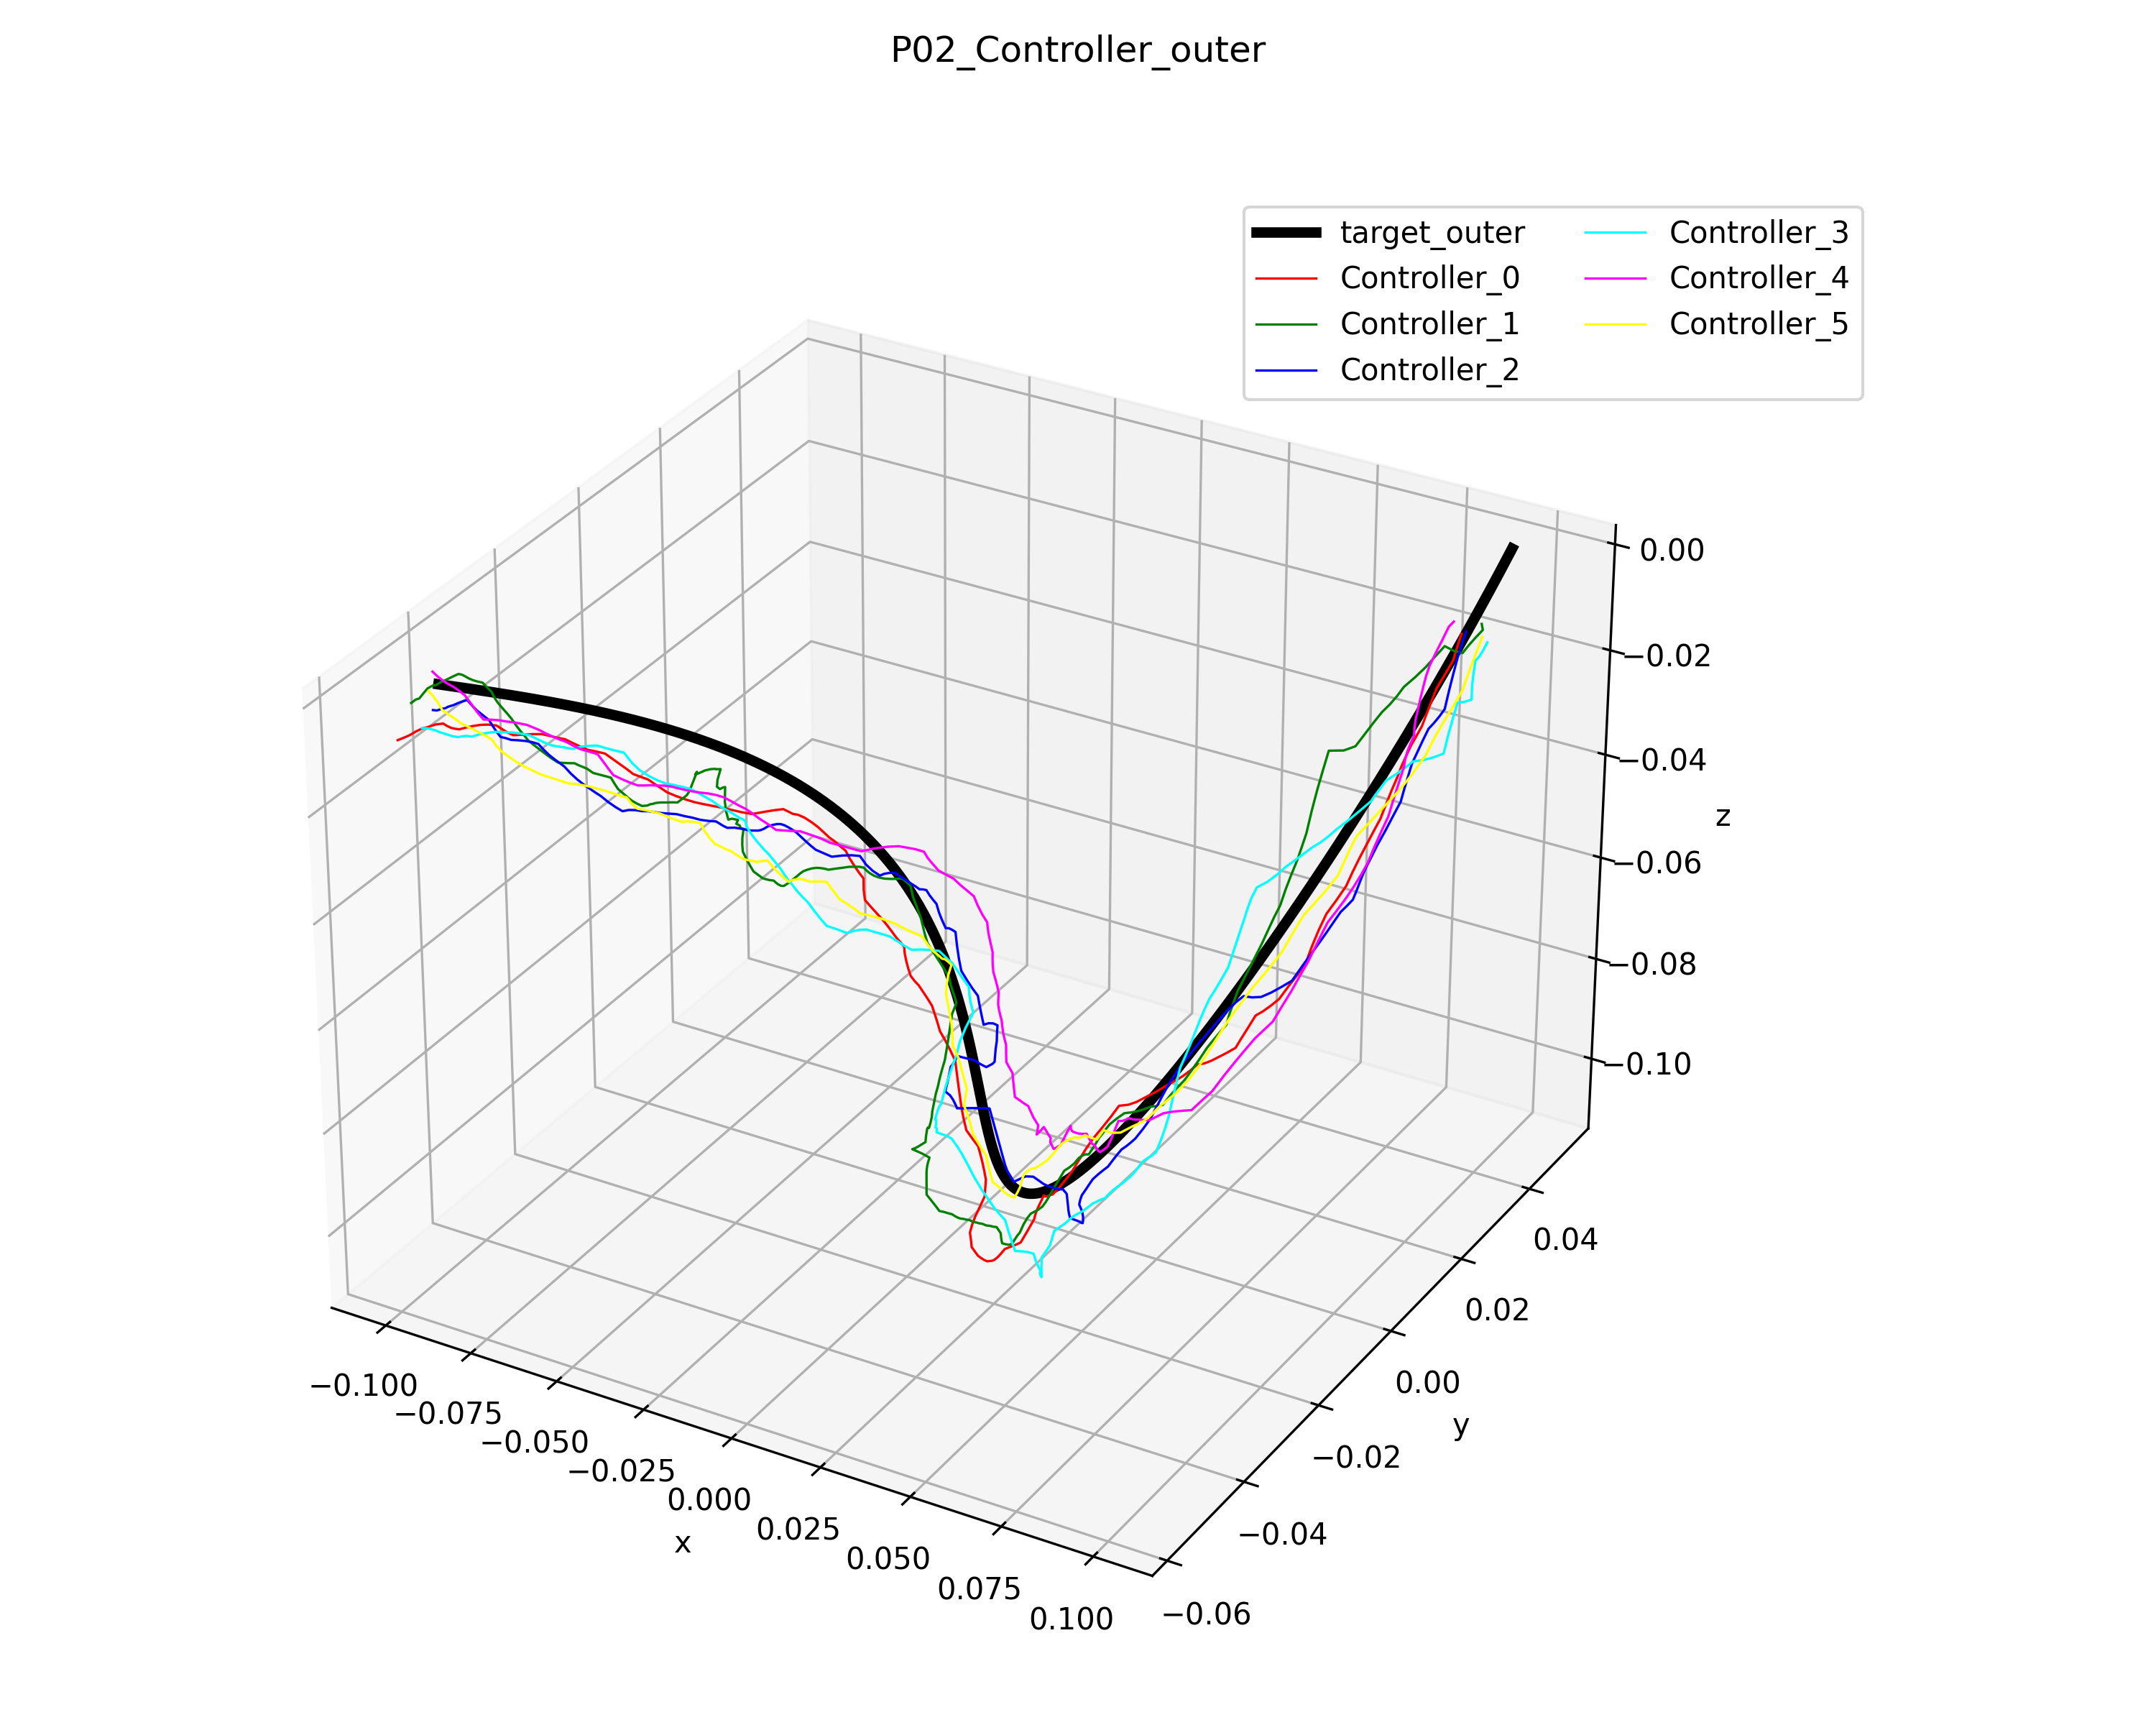 P02_Controller_outer
target_outer
Controller_0
Controller_1
Controller_2
Controller_3
Controller_4
Controller_5
0.00
−0.02
−0.04
z
−0.06
−0.08
−0.10
0.04
0.02
0.00
y
−0.02
−0.04
−0.06
−0.100
−0.075
−0.050
−0.025
0.000
x
0.025
0.050
0.075
0.100